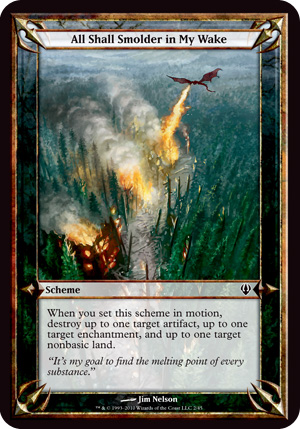 All Shall Smolder in My Wake
Scheme
When you set this scheme in motion,
destroy up to one target artifact, up to one
target enchantment, and up to one target
nonbasic land.
"It's my goal to find the melting point of every
substance."
Jim Nelson
™ & © 1993-2011 Wizards of the Coast LLC 2/45